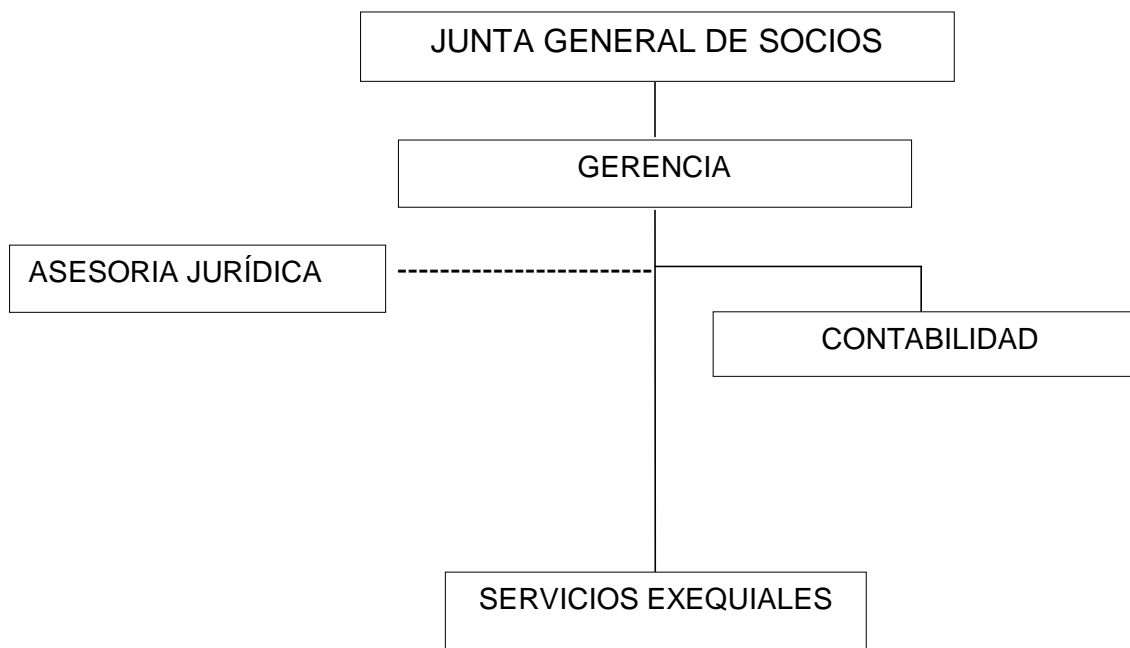 JUNTA GENERAL DE SOCIOS
GERENCIA
ASESORIA JURÍDICA
CONTABILIDAD
SERVICIOS EXEQUIALES